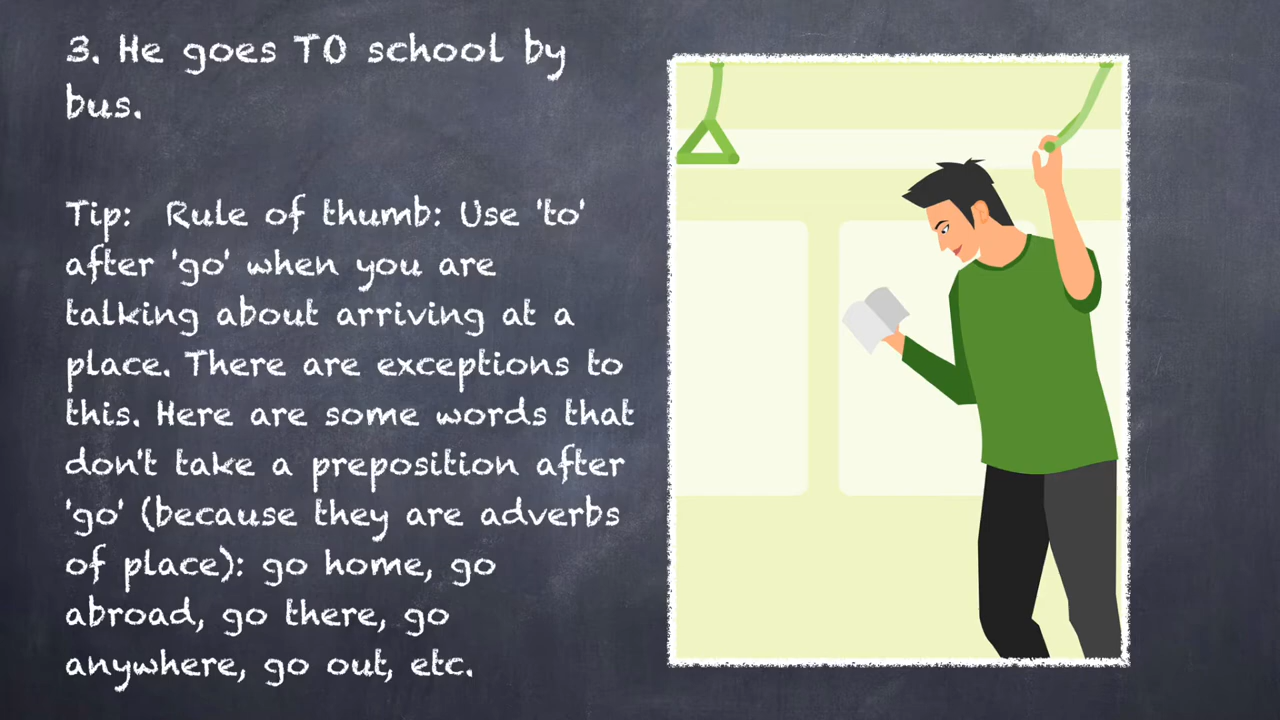 3. He goes TO school by
bus.
Tip: Rule of thumb: Use 'to'
after 'go' when you are
talking about arriving at a
place. There are exceptions to
this. Here are some words that
don't take a preposition after
'go' (because they are adverbs
of place): go home, go
abroad, go there, go
anywhere, go out, etc.